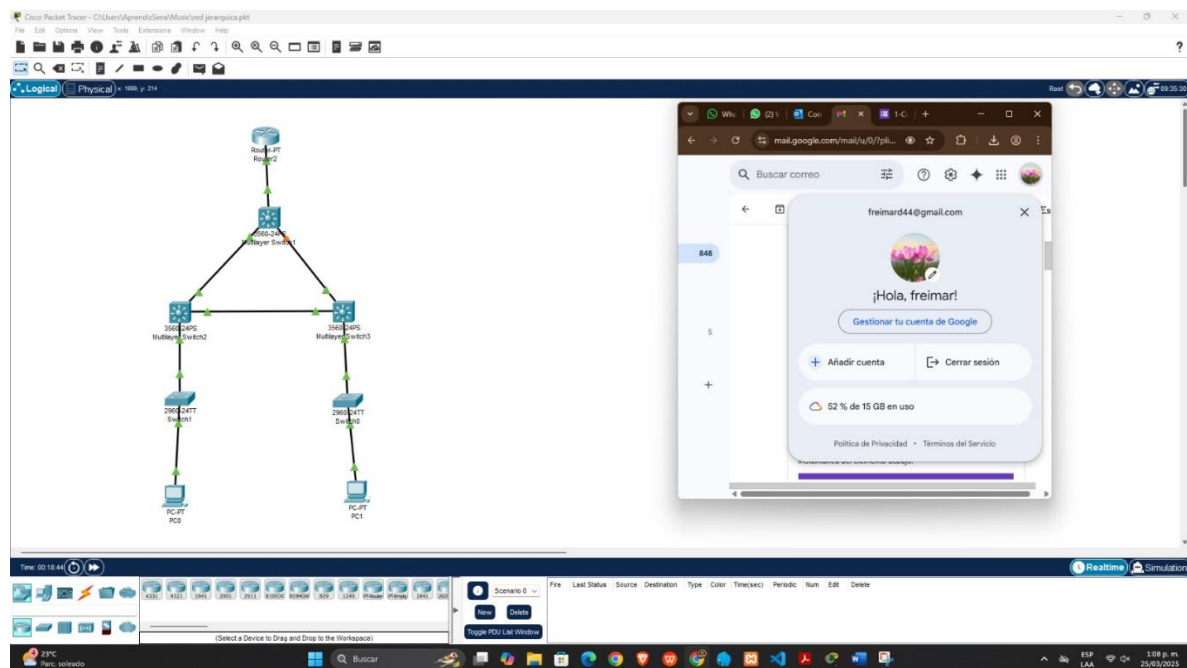 Cisco Packet Tracer - C:\Users\AprendizSena\Music\red jerarquica.pkt
File Edit Options View Tools Extensions Window Help
?
Logical
Physical x: 1999, y: 214
Root
09:35:30
Router-PT
Router2
3560-24PS
Multilayer Switch1
3560-24PS
Multilayer Switch2
3560-24PS
Multilayer Switch3
2960-24TT
Switch1
2960-24TT
Switch0
PC-PT
PC0
PC-PT
PC1
mail.google.com/mail/u/0/?pli...
Buscar correo
848
5
freimard44@gmail.com
¡Hola, freimar!
Gestionar tu cuenta de Google
Añadir cuenta
Cerrar sesión
52 % de 15 GB en uso
Política de Privacidad • Términos del Servicio
Time: 00:18:44
Realtime
Simulation
4331 4321 1941 2901 2911 819IOX 819HGW 829 1240 PT-Router PT-Empty 1841
(Select a Device to Drag and Drop to the Workspace)
Scenario 0
New
Delete
Toggle PDU List Window
Fire Last Status Source Destination Type Color Time(sec) Periodic Num Edit Delete
23°C
Parc. soleado
Buscar
ESP
LAA
1:08 p. m.
25/03/2025